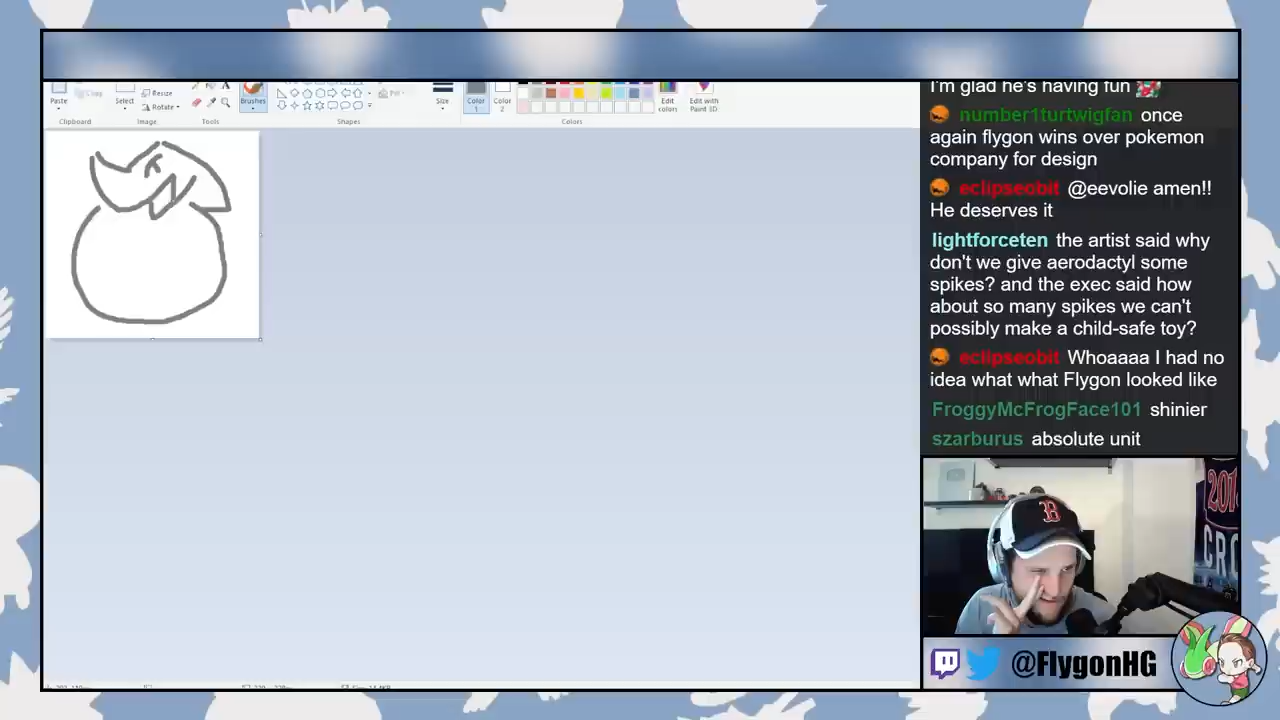 Paste
Copy
Select
Resize
Rotate
A
Brushes
Fill
Size
Color
1
Color
2
Edit
colors
Edit with
Paint 3D
Clipboard
Image
Tools
Shapes
Colors
I'm glad he's having fun
number1turtwigfan once
again flygon wins over pokemon
company for design
eclipseobit @eevolie amen!!
He deserves it
lightforceten the artist said why
don't we give aerodactyl some
spikes? and the exec said how
about so many spikes we can't
possibly make a child-safe toy?
eclipseobit Whoaaaa I had no
idea what what Flygon looked like
FroggyMcFrogFace101 shinier
szarburus absolute unit
B
201
CRO
@FlygonHG